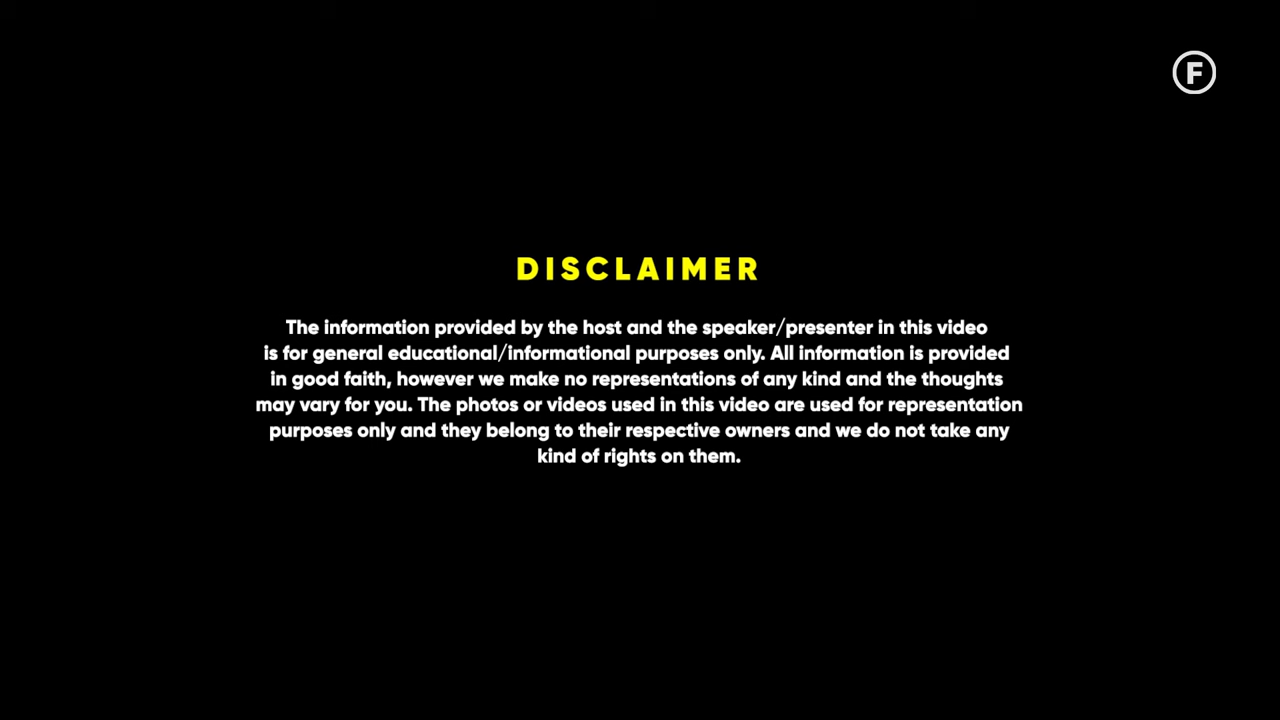 F
DISCLAIMER
The information provided by the host and the speaker/presenter in this video
is for general educational/informational purposes only. All information is provided
in good faith, however we make no representations of any kind and the thoughts
may vary for you. The photos or videos used in this video are used for representation
purposes only and they belong to their respective owners and we do not take any
kind of rights on them.